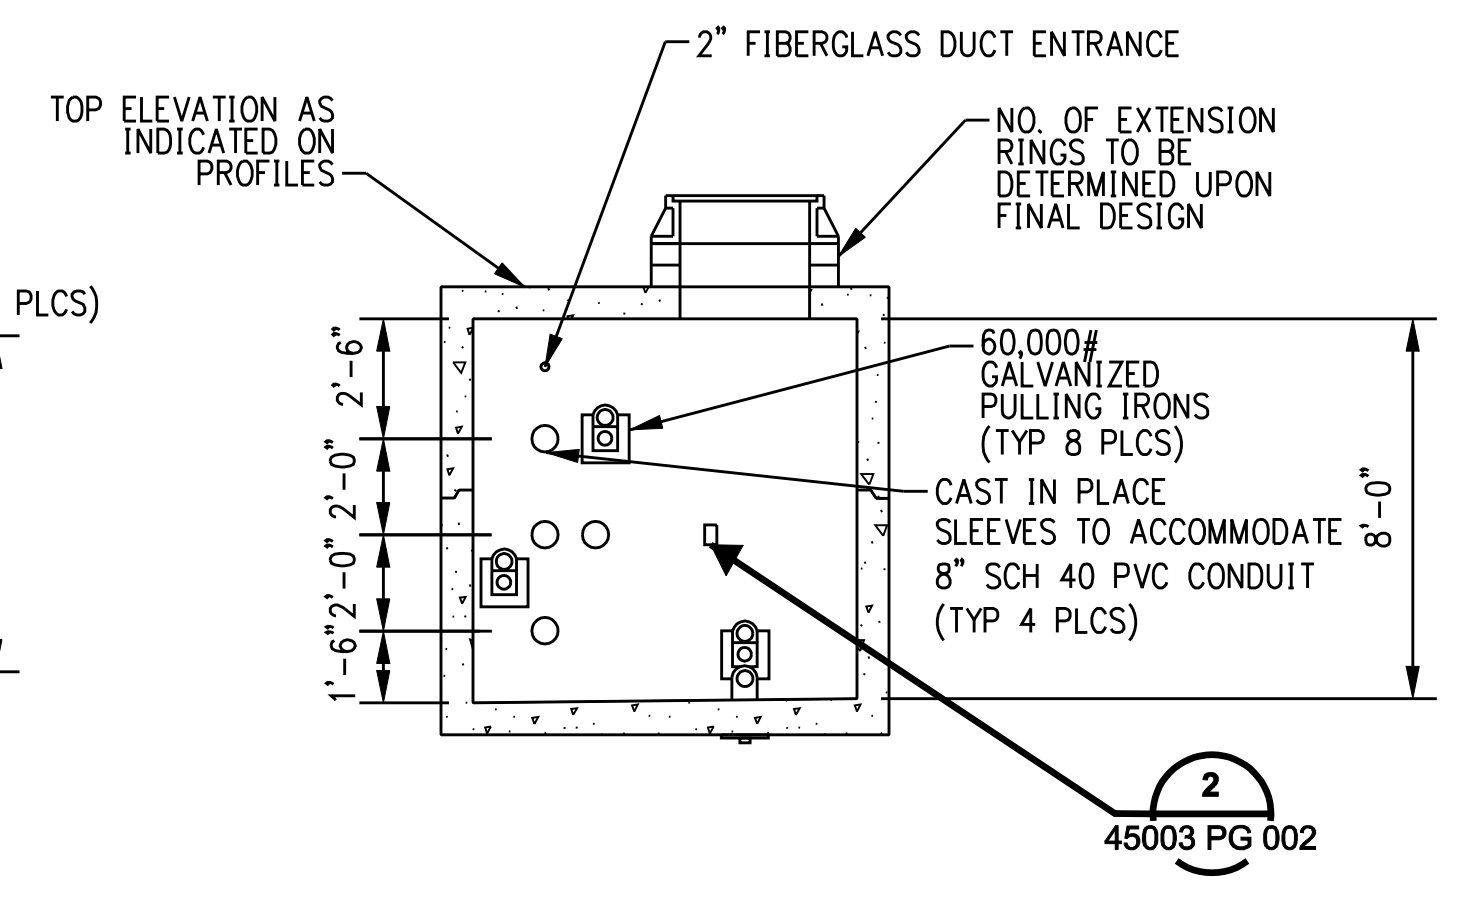 2" FIBERGLASS DUCT ENTRANCE
TOP ELEVATION AS
INDICATED ON
PROFILES
NO. OF EXTENSION
RINGS TO BE
DETERMINED UPON
FINAL DESIGN
PLCS)
2'-6"
2'-0"
2'-0"
1'-6"
60,000#
GALVANIZED
PULLING IRONS
(TYP 8 PLCS)
CAST IN PLACE
SLEEVES TO ACCOMMODATE
8" SCH 40 PVC CONDUIT
(TYP 4 PLCS)
8'-0"
2
45003 PG 002